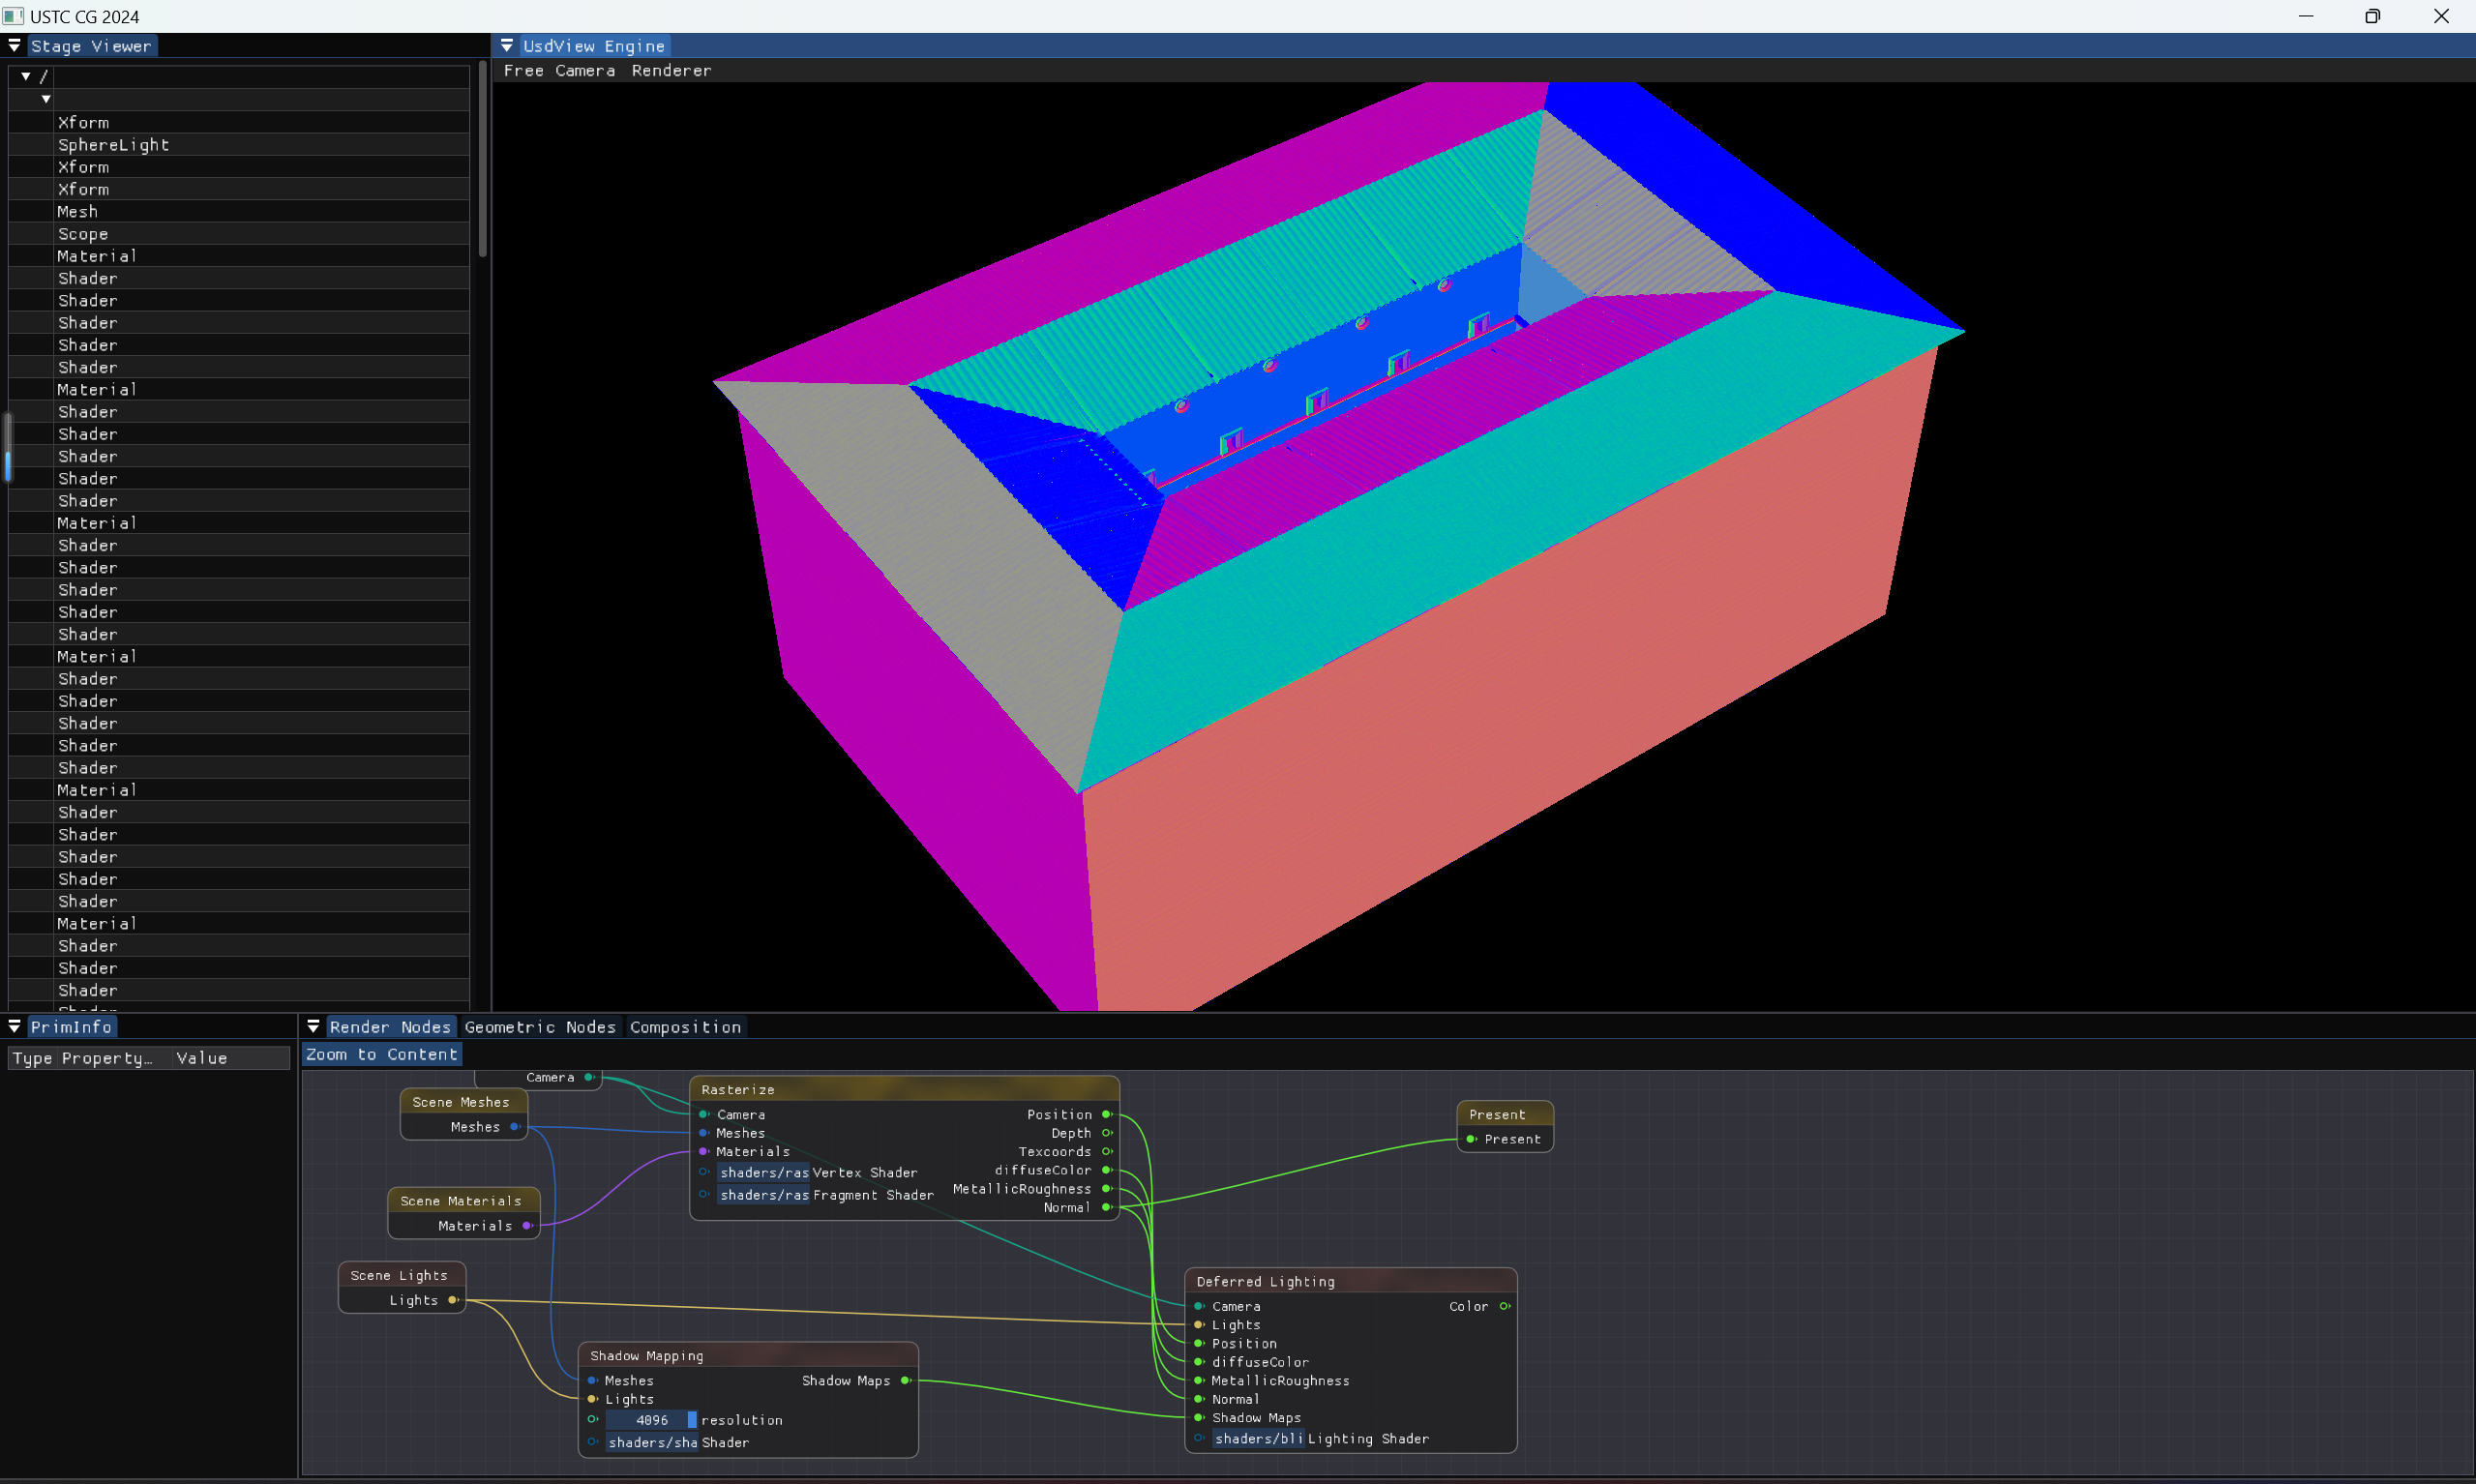 USTC CG 2024
Stage Viewer
/
Xform
SphereLight
Xform
Xform
Mesh
Scope
Material
Shader
Shader
Shader
Shader
Shader
Material
Shader
Shader
Shader
Shader
Shader
Material
Shader
Shader
Shader
Shader
Shader
Material
Shader
Shader
Shader
Shader
Shader
Material
Shader
Shader
Shader
Shader
Shader
Material
Shader
Shader
Shader
UsdView Engine
Free Camera Renderer
PrimInfo
Type Property… Value
Render Nodes Geometric Nodes Composition
Zoom to Content
Camera
Scene Meshes
Meshes
Scene Materials
Materials
Scene Lights
Lights
Rasterize
Camera Position
Meshes Depth
Materials Texcoords
diffuseColor
shaders/ras Vertex Shader
MetallicRoughness
shaders/ras Fragment Shader
Normal
Present
Present
Shadow Mapping
Meshes Shadow Maps
Lights
4096 resolution
shaders/sha Shader
Deferred Lighting
Camera Color
Lights
Position
diffuseColor
MetallicRoughness
Normal
Shadow Maps
shaders/bli Lighting Shader